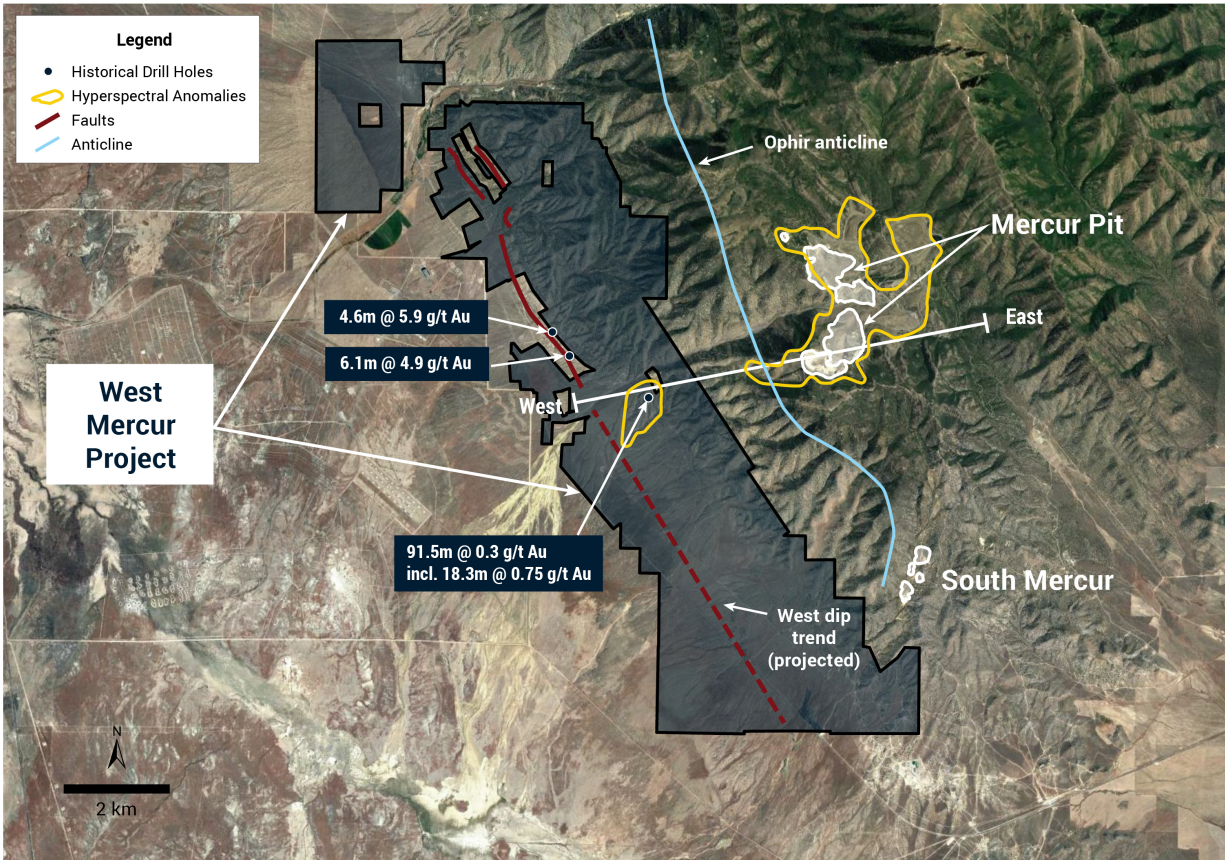 Legend
Historical Drill Holes
Hyperspectral Anomalies
Faults
Anticline
Ophir anticline
Mercur Pit
East
4.6m @ 5.9 g/t Au
6.1m @ 4.9 g/t Au
West
West
Mercur
Project
91.5m @ 0.3 g/t Au
incl. 18.3m @ 0.75 g/t Au
South Mercur
West dip
trend
(projected)
N
2 km